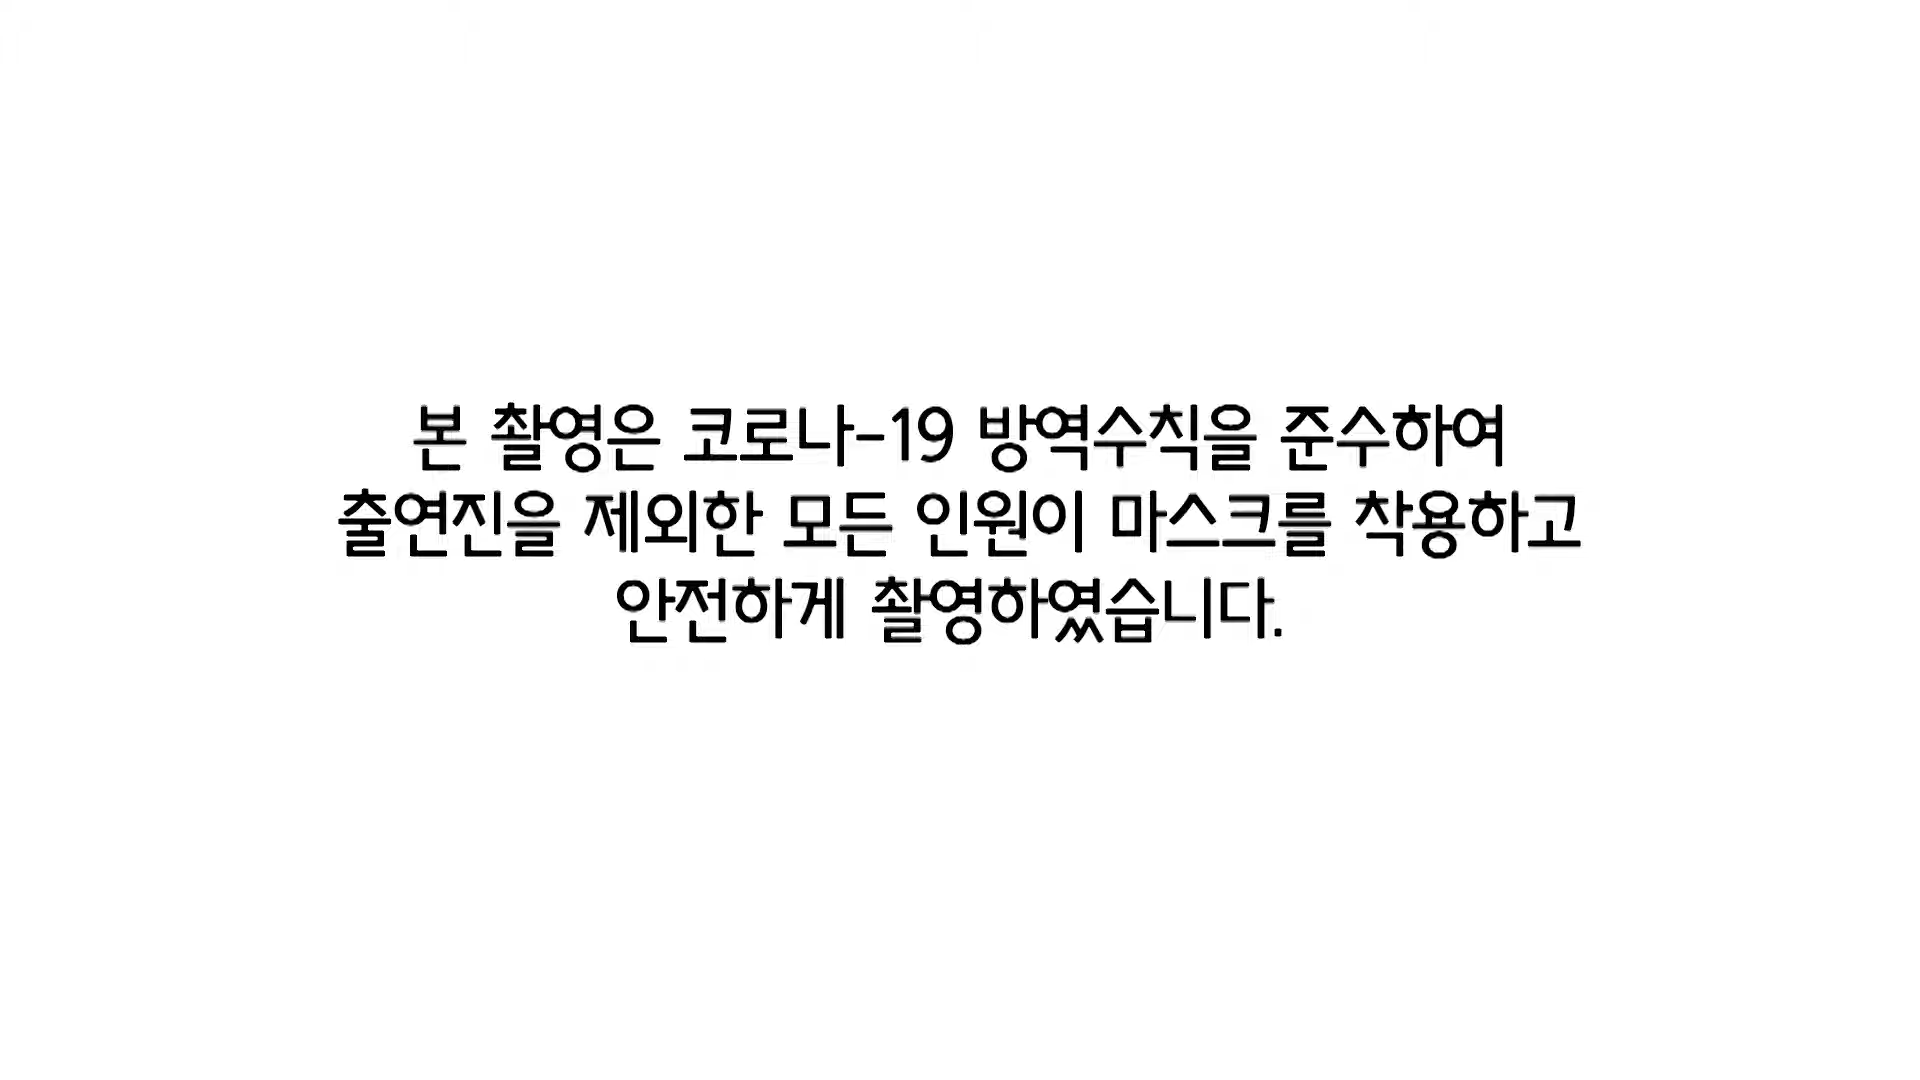 본 촬영은 코로나-19 방역수칙을 준수하여
출연진을 제외한 모든 인원이 마스크를 착용하고
안전하게 촬영하였습니다.